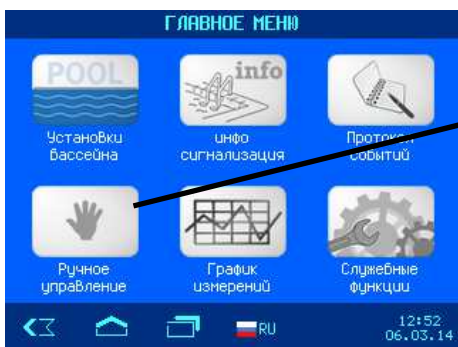 ГЛАВНОЕ МЕНЮ
POOL
info
Установки
бассейна
инфо
сигнализация
Протокол
событий
Ручное
управление
График
измерений
Служебные
функции
RU
12:52
06.03.14